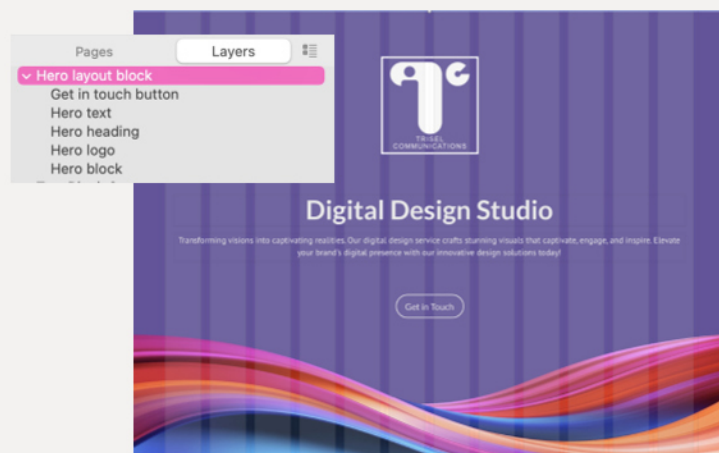 Pages
Layers
Hero layout block
Get in touch button
Hero text
Hero heading
Hero logo
Hero block
TRISEL
COMMUNICATIONS
Digital Design Studio
Transforming visions into captivating realities. Our digital design service crafts stunning visuals that captivate, engage, and inspire. Elevate
your brand's digital presence with our innovative design solutions today!
Get in Touch